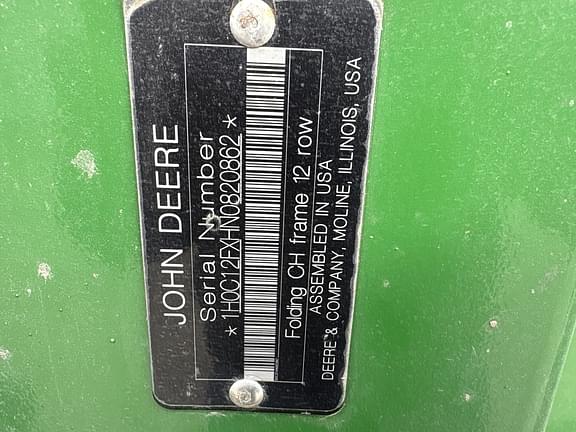 JOHN DEERE
Serial Number
*1H0C12FXHN0820862*
Folding CH frame 12 row
ASSEMBLED IN USA
DEERE & COMPANY, MOLINE, ILLINOIS, USA